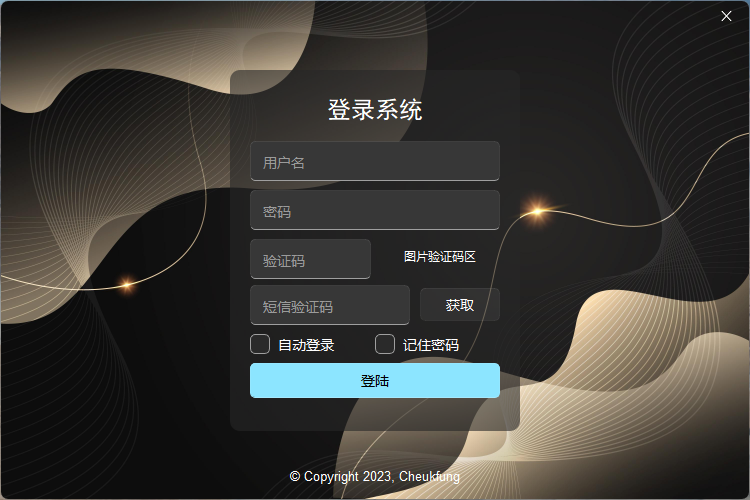 登录系统
用户名
密码
验证码 图片验证码区
短信验证码 获取
自动登录 记住密码
登陆
© Copyright 2023, Cheukfung